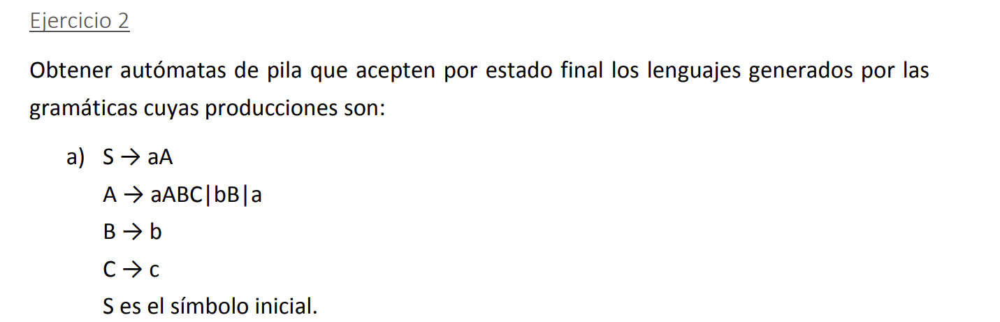 Ejercicio 2
Obtener autómatas de pila que acepten por estado final los lenguajes generados por las
gramáticas cuyas producciones son:
a) S → aA
A → aABC|bB|a
B → b
C → c
S es el símbolo inicial.